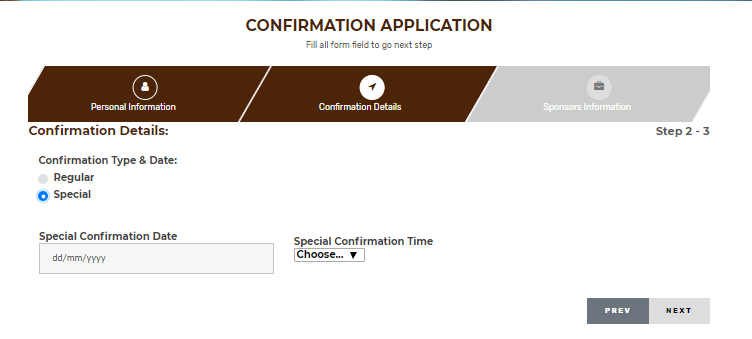 CONFIRMATION APPLICATION
Fill all form field to go next step
Personal Information
Confirmation Details
Sponsors Information
Confirmation Details:
Step 2 - 3
Confirmation Type & Date:
Regular
Special
Special Confirmation Date
Special Confirmation Time
dd/mm/yyyy
Choose...
PREV
NEXT